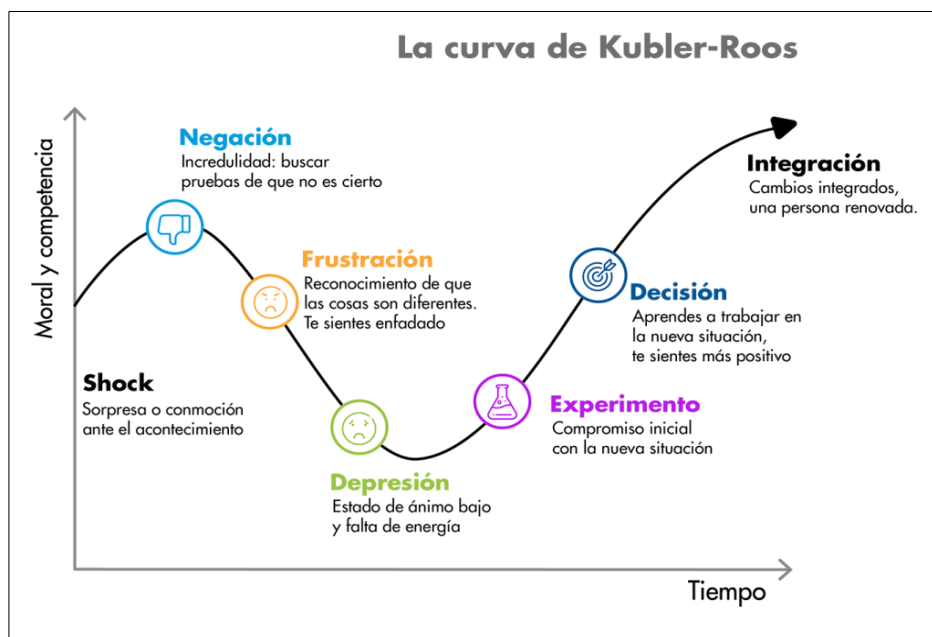 La curva de Kubler-Roos
Moral y competencia
Negación
Incredulidad: buscar
pruebas de que no es cierto
Frustración
Reconocimiento de que
las cosas son diferentes.
Te sientes enfadado
Shock
Sorpresa o conmoción
ante el acontecimiento
Depresión
Estado de ánimo bajo
y falta de energía
Experimento
Compromiso inicial
con la nueva situación
Decisión
Aprendes a trabajar en
la nueva situación,
te sientes más positivo
Integración
Cambios integrados,
una persona renovada.
Tiempo